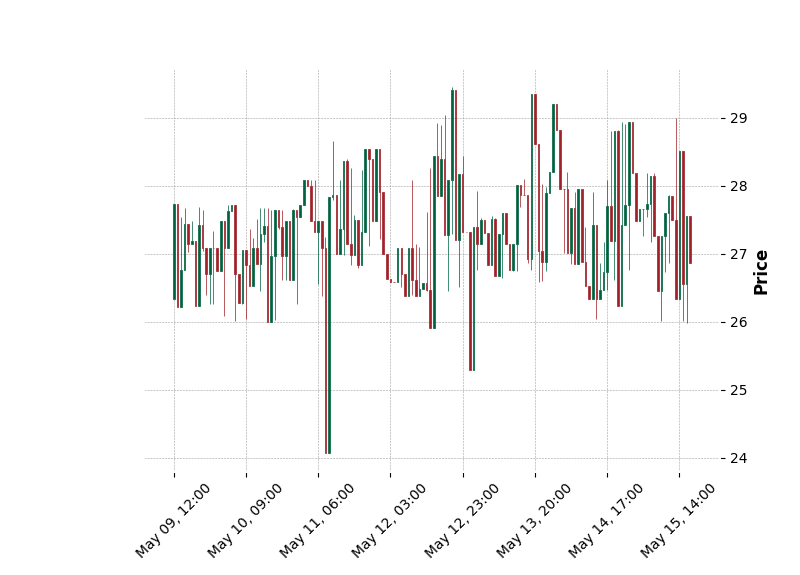 29
28
27
26
25
24
Price
May 09, 12:00
May 10, 09:00
May 11, 06:00
May 12, 03:00
May 12, 23:00
May 13, 20:00
May 14, 17:00
May 15, 14:00